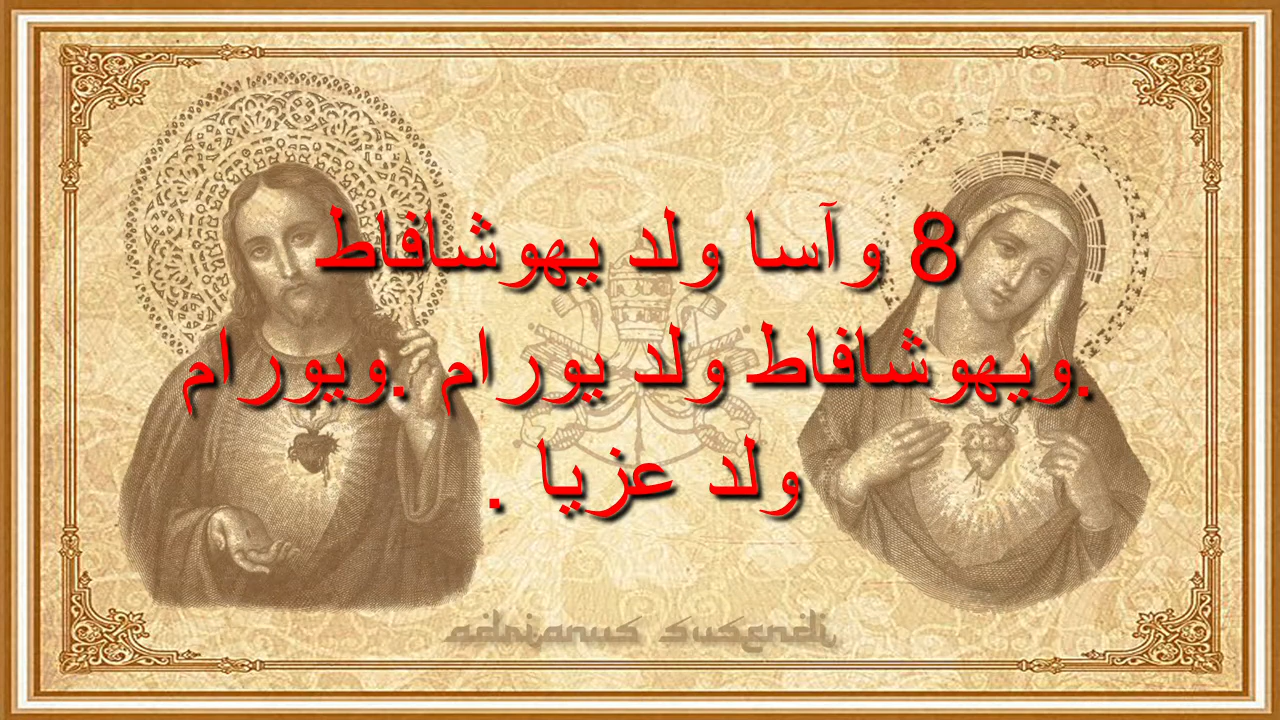 8 وآسا ولد يهوشافاط
.ويهوشافاط ولد يورام .ويورام
ولد عزيا .
adrianus susendi